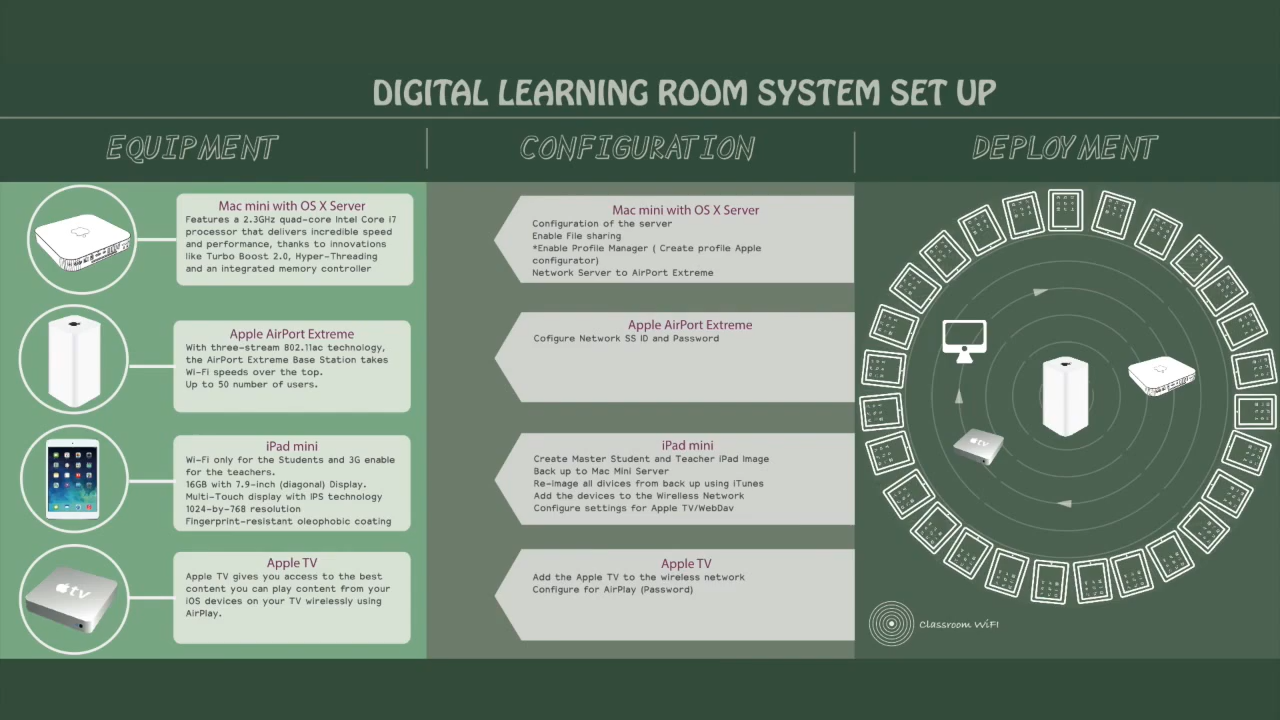 DIGITAL LEARNING ROOM SYSTEM SET UP
EQUIPMENT
CONFIGURATION
DEPLOYMENT
Mac mini with OS X Server
Features a 2.3GHz quad-core Intel Core i7
processor that delivers incredible speed
and performance, thanks to innovations
like Turbo Boost 2.0, Hyper-Threading
and an integrated memory controller
Apple AirPort Extreme
With three-stream 802.11ac technology,
the AirPort Extreme Base Station takes
Wi-Fi speeds over the top.
Up to 50 number of users.
iPad mini
Wi-Fi only for the Students and 3G enable
for the teachers.
16GB with 7.9-inch (diagonal) Display.
Multi-Touch display with IPS technology
1024-by-768 resolution
Fingerprint-resistant oleophobic coating
tv
Apple TV
Apple TV gives you access to the best
content you can play content from your
iOS devices on your TV wirelessly using
AirPlay.
Mac mini with OS X Server
Configuration of the server
Enable File sharing
*Enable Profile Manager ( Create profile Apple
configurator)
Network Server to AirPort Extreme
Apple AirPort Extreme
Cofigure Network SS ID and Password
iPad mini
Create Master Student and Teacher iPad Image
Back up to Mac Mini Server
Re-image all divices from back up using iTunes
Add the devices to the Wireless Network
Configure settings for Apple TV/WebDav
Apple TV
Add the Apple TV to the wireless network
Configure for AirPlay (Password)
tv
Classroom WiFI